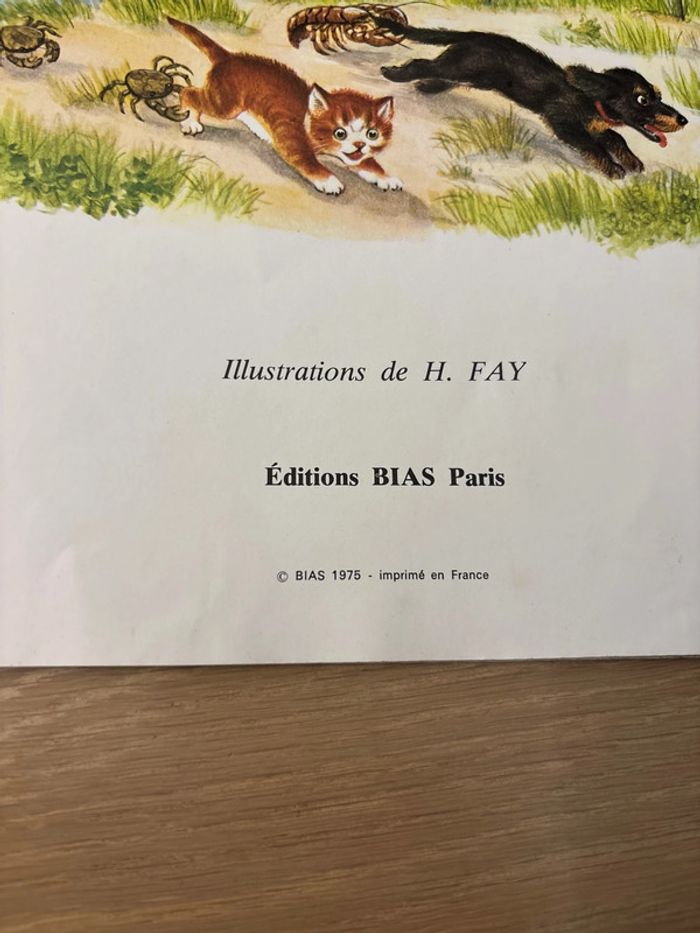 Illustrations de H. FAY
Éditions BIAS Paris
© BIAS 1975 - imprimé en France